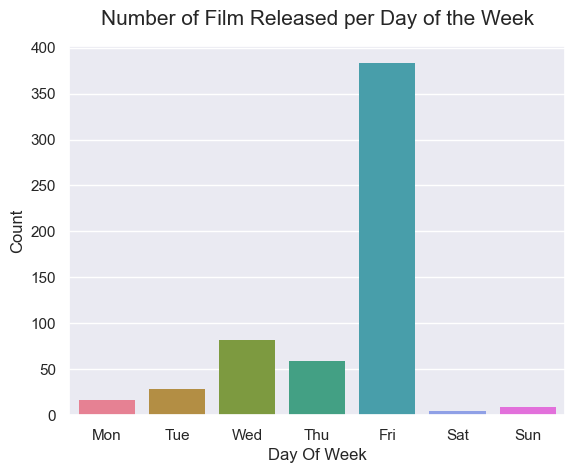 Number of Film Released per Day of the Week
400
350
300
250
200
150
100
50
0
Count
Mon Tue Wed Thu Fri Sat Sun
Day Of Week